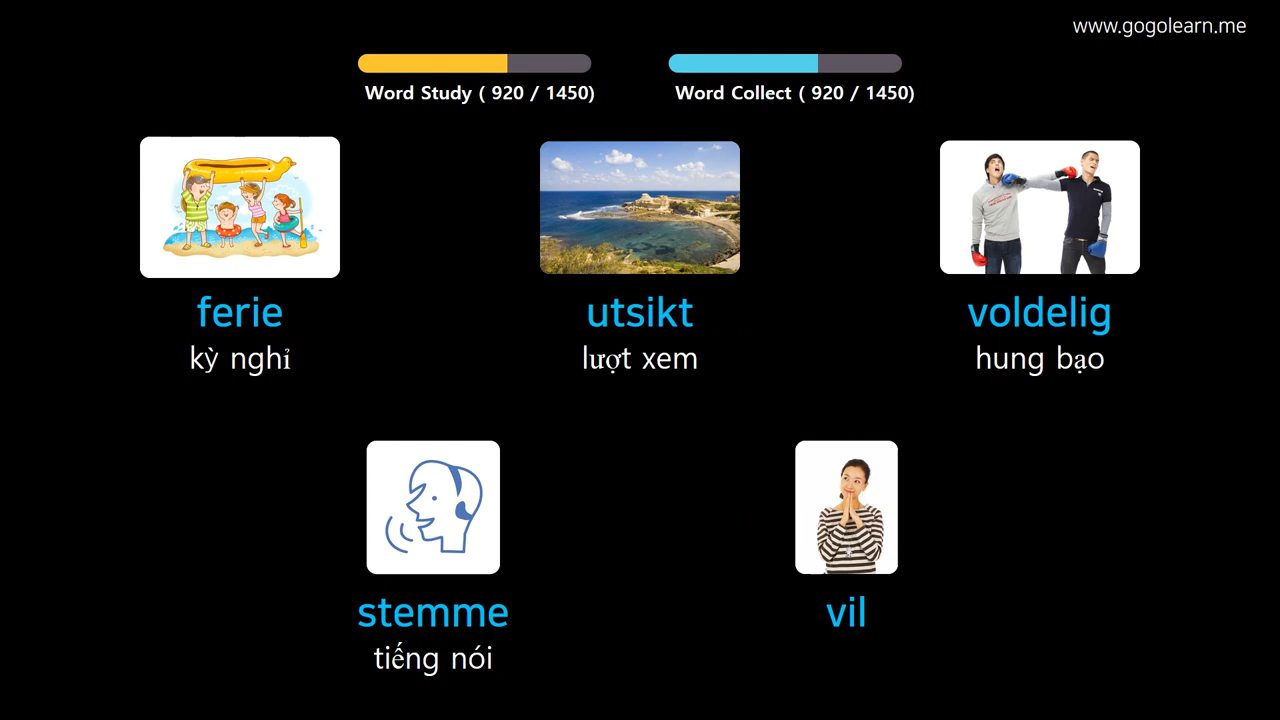 www.gogolearn.me
Word Study ( 920 / 1450)
Word Collect ( 920 / 1450)
ferie
kỳ nghỉ
utsikt
lượt xem
voldelig
hung bạo
stemme
tiếng nói
vil